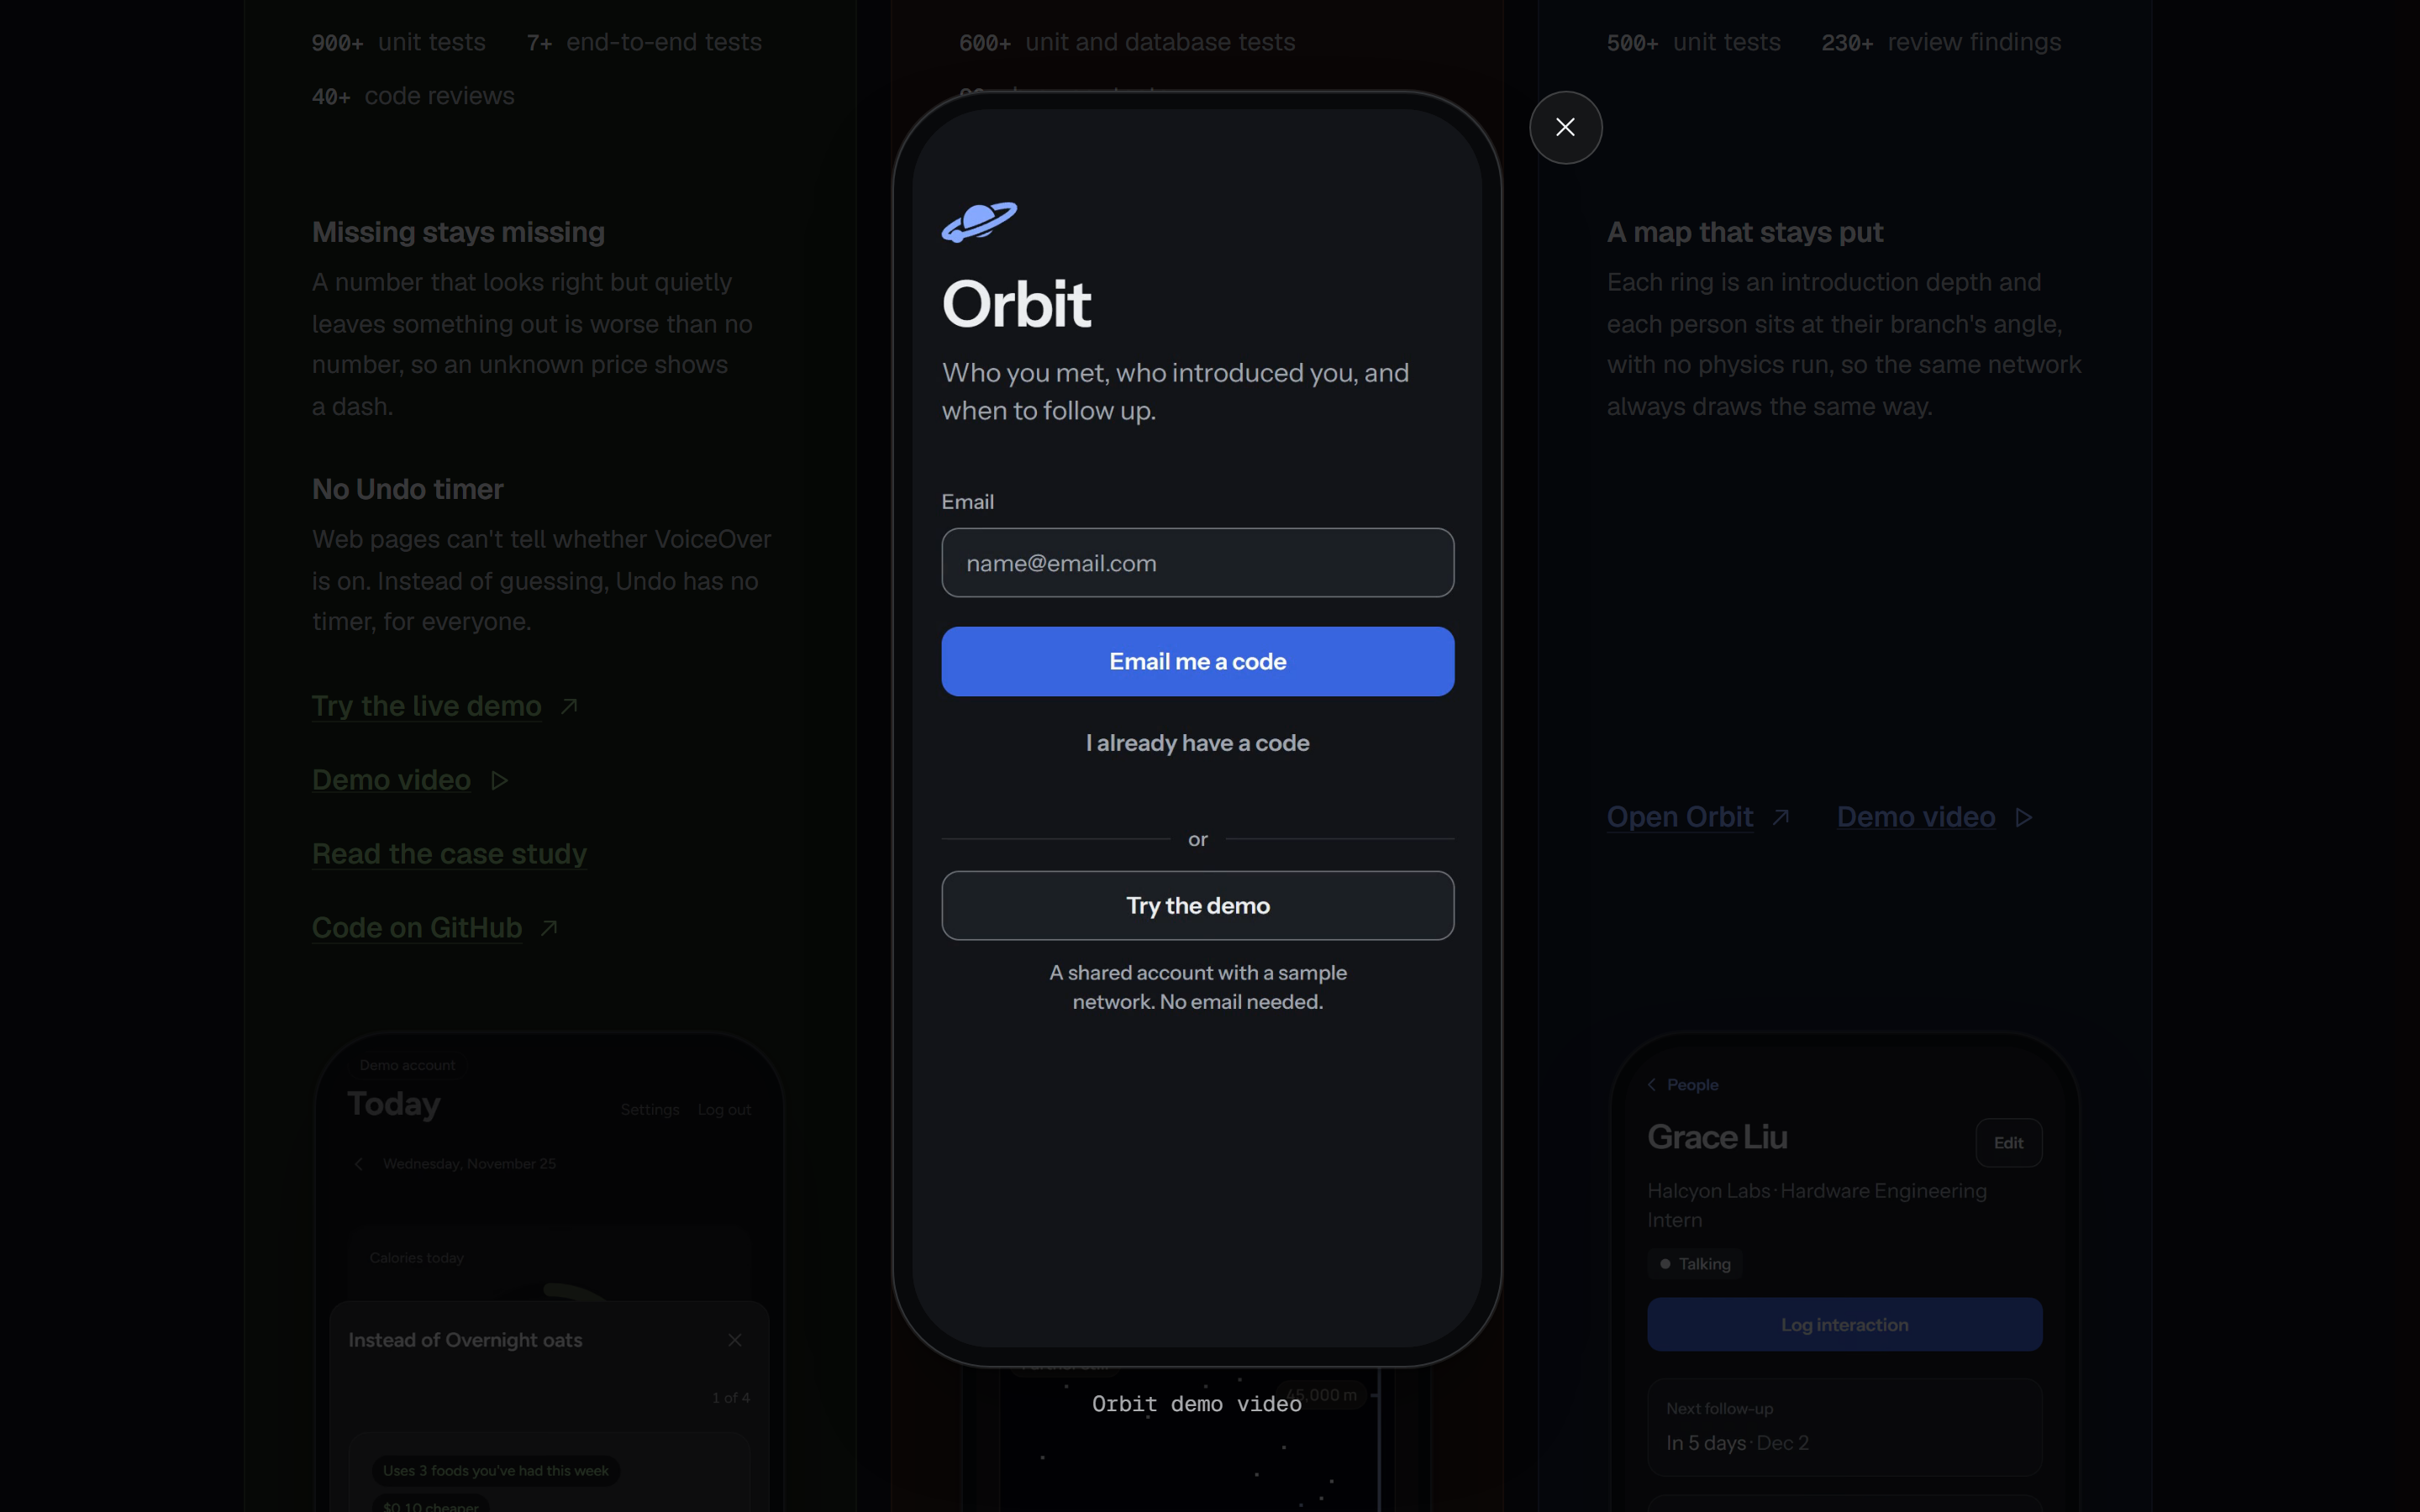 900+ unit tests 7+ end-to-end tests
40+ code reviews
Missing stays missing
A number that looks right but quietly
leaves something out is worse than no
number, so an unknown price shows
a dash.
No Undo timer
Web pages can't tell whether VoiceOver
is on. Instead of guessing, Undo has no
timer, for everyone.
Try the live demo
Demo video
Read the case study
Code on GitHub
Demo account
Today
Settings Log out
Wednesday, November 25
Calories today
Instead of Overnight oats
1 of 4
Uses 3 foods you've had this week
$0.10 cheaper
600+ unit and database tests
Orbit
Who you met, who introduced you, and
when to follow up.
Email
name@email.com
Email me a code
I already have a code
or
Try the demo
A shared account with a sample
network. No email needed.
45,000 m
Orbit demo video
500+ unit tests 230+ review findings
A map that stays put
Each ring is an introduction depth and
each person sits at their branch's angle,
with no physics run, so the same network
always draws the same way.
Open Orbit Demo video
People
Grace Liu
Edit
Halcyon Labs · Hardware Engineering
Intern
Talking
Log interaction
Next follow-up
In 5 days · Dec 2